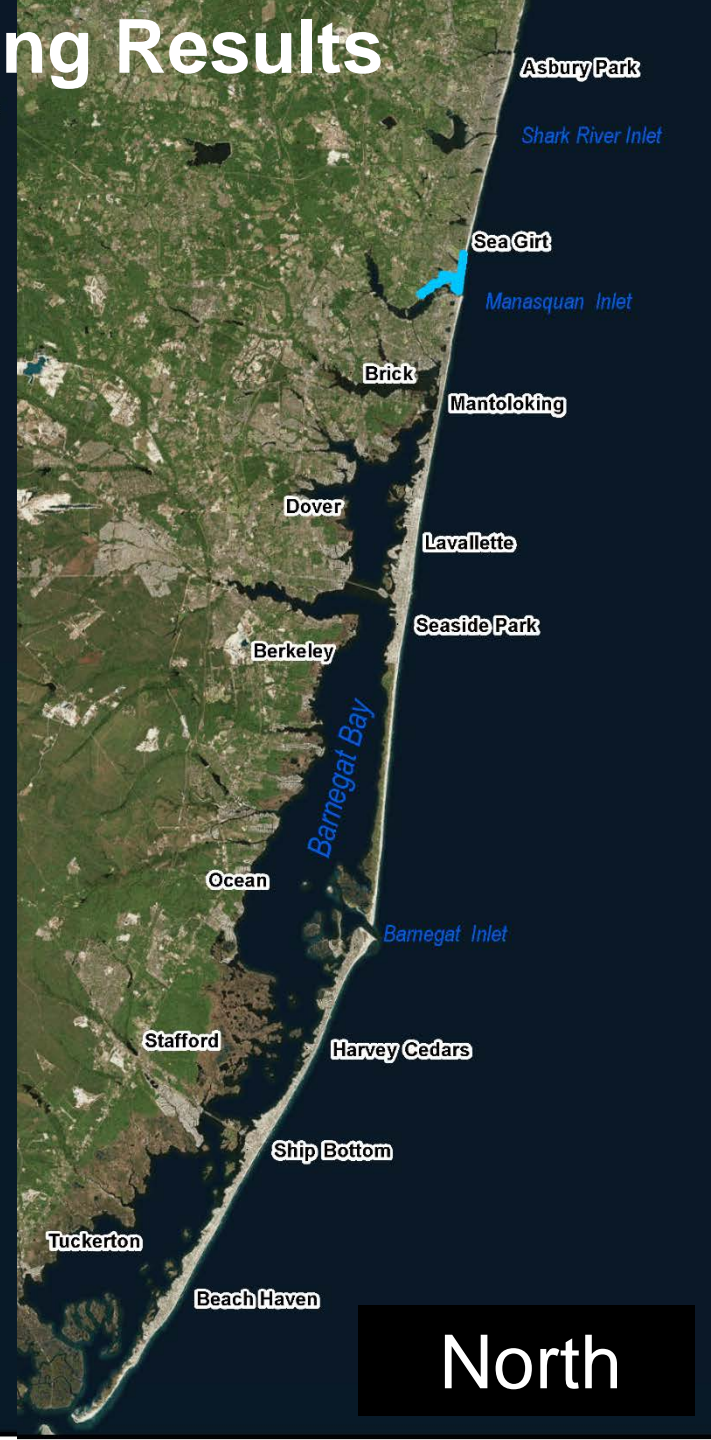 ng Results
Asbury Park
Shark River Inlet
Sea Girt
Manasquan Inlet
Brick
Mantoloking
Dover
Lavallette
Seaside Park
Berkeley
Barnegat Bay
Ocean
Barnegat Inlet
Stafford
Harvey Cedars
Ship Bottom
Tuckerton
Beach Haven
North